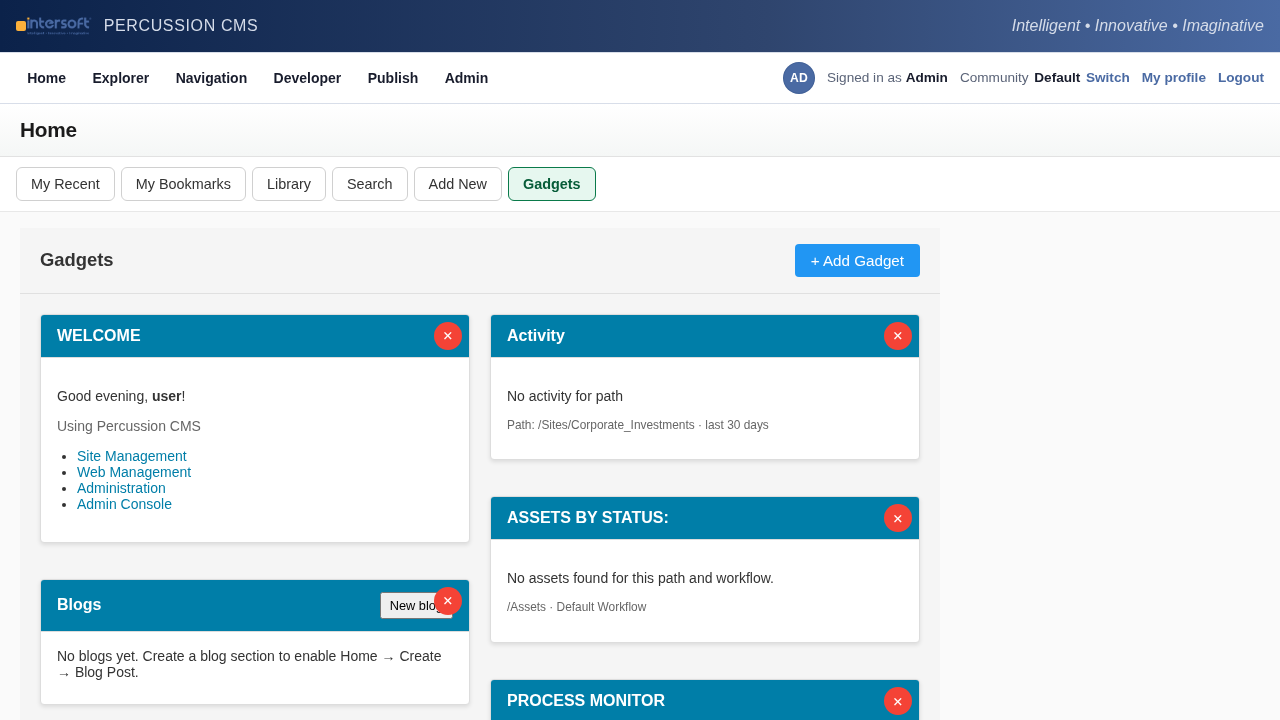 intersoft
PERCUSSION CMS
Intelligent • Innovative • Imaginative
Home
Explorer
Navigation
Developer
Publish
Admin
AD
Signed in as Admin
Community Default
Switch
My profile
Logout
Home
My Recent
My Bookmarks
Library
Search
Add New
Gadgets
Gadgets
+ Add Gadget
WELCOME
Good evening, user!
Using Percussion CMS
Site Management
Web Management
Administration
Admin Console
Blogs
New blog
No blogs yet. Create a blog section to enable Home → Create
→ Blog Post.
Activity
No activity for path
Path: /Sites/Corporate_Investments · last 30 days
ASSETS BY STATUS:
No assets found for this path and workflow.
/Assets · Default Workflow
PROCESS MONITOR